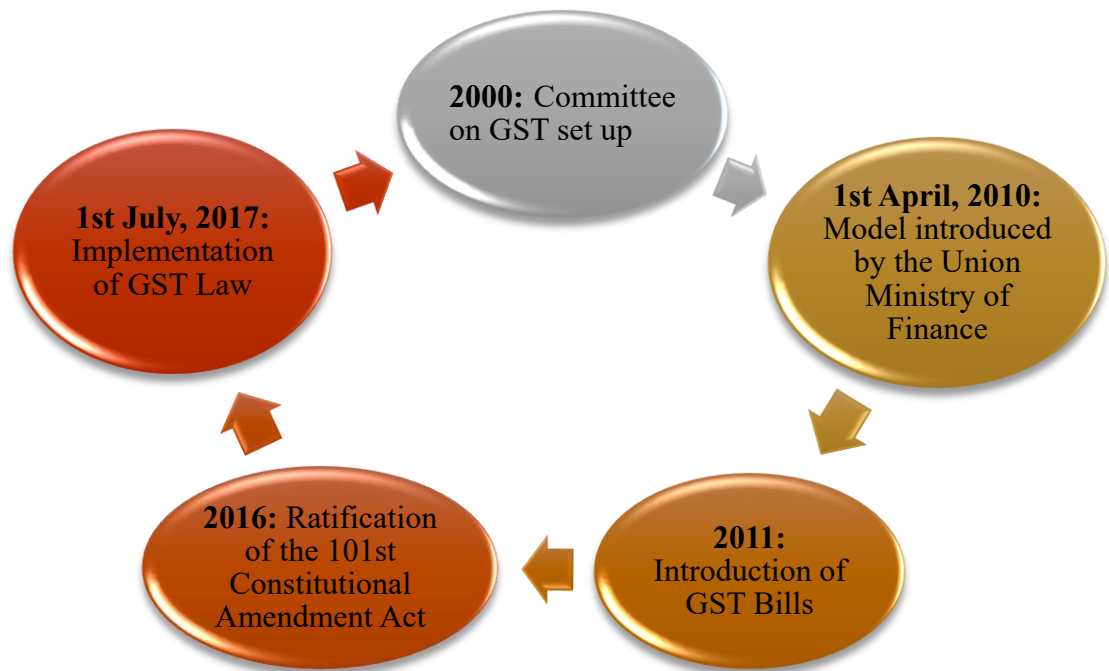 2000: Committee
on GST set up
1st April, 2010:
Model introduced
by the Union
Ministry of
Finance
2011:
Introduction of
GST Bills
2016: Ratification
of the 101st
Constitutional
Amendment Act
1st July, 2017:
Implementation
of GST Law